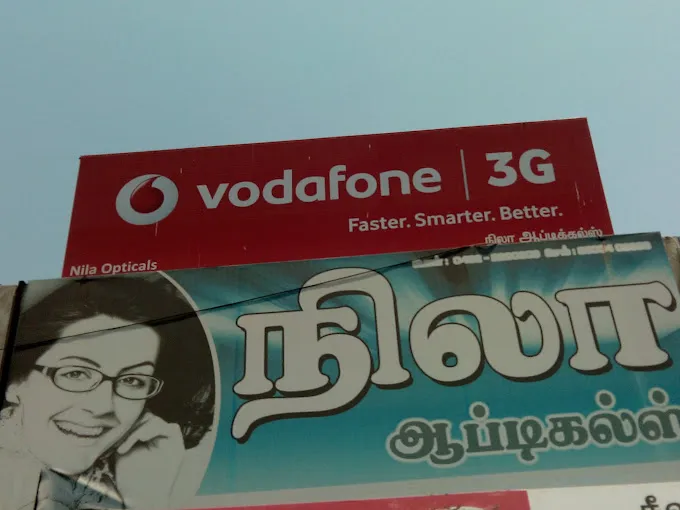 vodafone | 3G
Faster. Smarter. Better.
Nila Opticals
நிலா ஆப்டிக்கல்ஸ்
நிலா
ஆப்டிகல்ஸ்